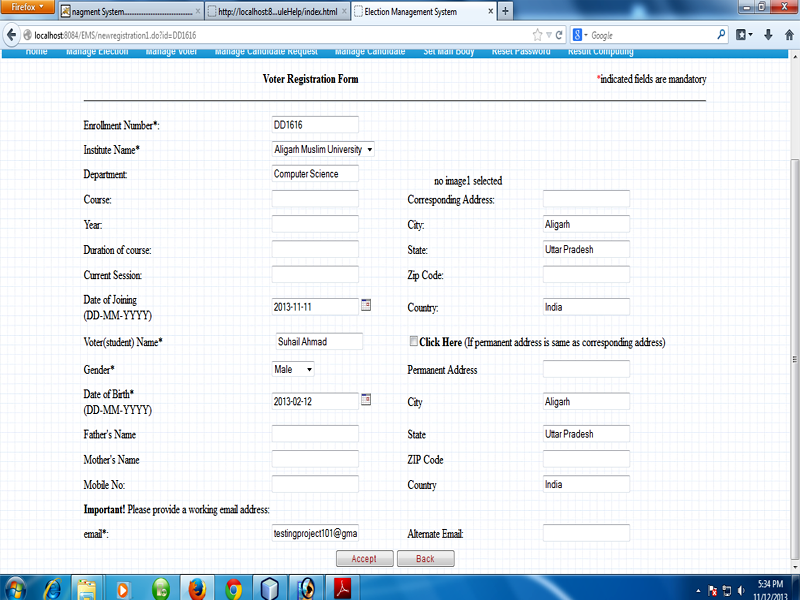 Firefox
nagment System...............................
http://localhost:8...uleHelp/index.html
Election Management System
localhost:8084/EMS/newregistration1.do?id=DD1616
Google
Home Manage Election Manage Voter Manage Candidate Request Manage Candidate Set Mail Body Reset Password Result Computing
Voter Registration Form
*indicated fields are mandatory
Enrollment Number*: DD1616
Institute Name* Aligarh Muslim University
Department: Computer Science
no image1 selected
Course: Corresponding Address:
Year: City: Aligarh
Duration of course: State: Uttar Pradesh
Current Session: Zip Code:
Date of Joining
(DD-MM-YYYY) 2013-11-11 Country: India
Voter(student) Name* Suhail Ahmad Click Here (If permanent address is same as corresponding address)
Gender* Male Permanent Address
Date of Birth*
(DD-MM-YYYY) 2013-02-12 City Aligarh
Father's Name State Uttar Pradesh
Mother's Name ZIP Code
Mobile No: Country India
Important! Please provide a working email address:
email*: testingproject101@gma Alternate Email:
Accept Back
5:34 PM
11/12/2013